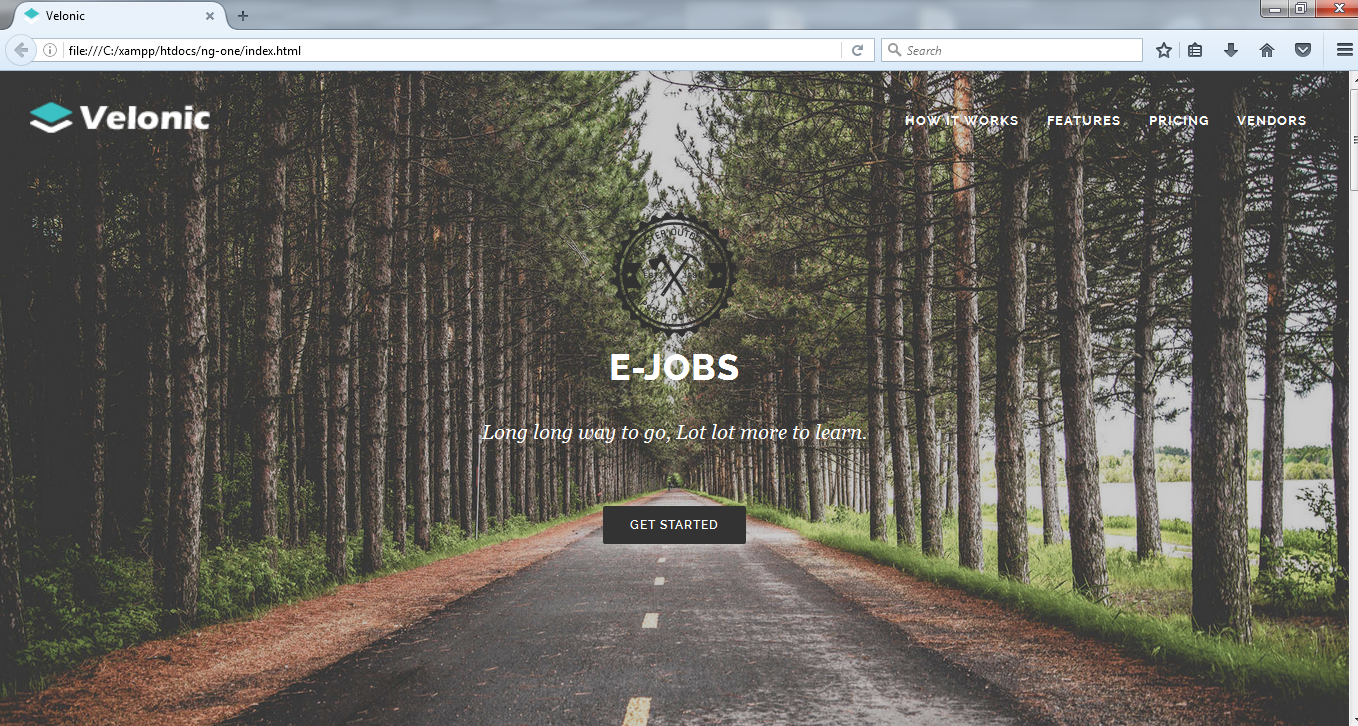 Velonic
file:///C:/xampp/htdocs/ng-one/index.html
Search
Velonic
HOW IT WORKS FEATURES PRICING VENDORS
E-JOBS
Long long way to go, Lot lot more to learn.
GET STARTED